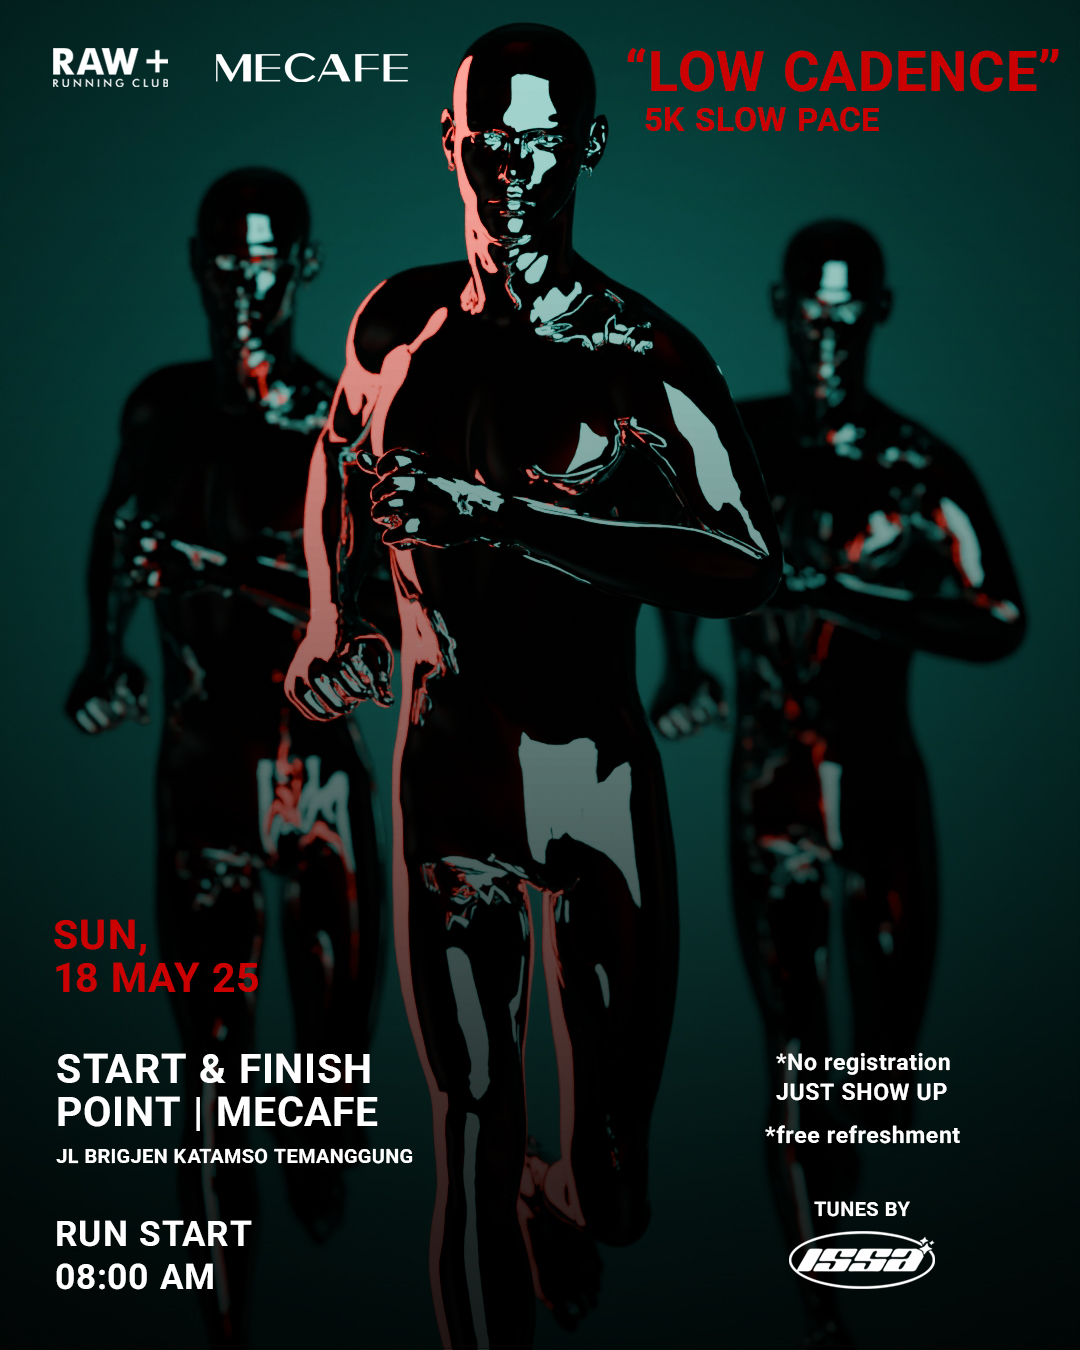 RAW +
RUNNING CLUB
MECAFE
“LOW CADENCE”
5K SLOW PACE
SUN,
18 MAY 25
START & FINISH
POINT | MECAFE
JL BRIGJEN KATAMSO TEMANGGUNG
RUN START
08:00 AM
*No registration
JUST SHOW UP
*free refreshment
TUNES BY
ISSA